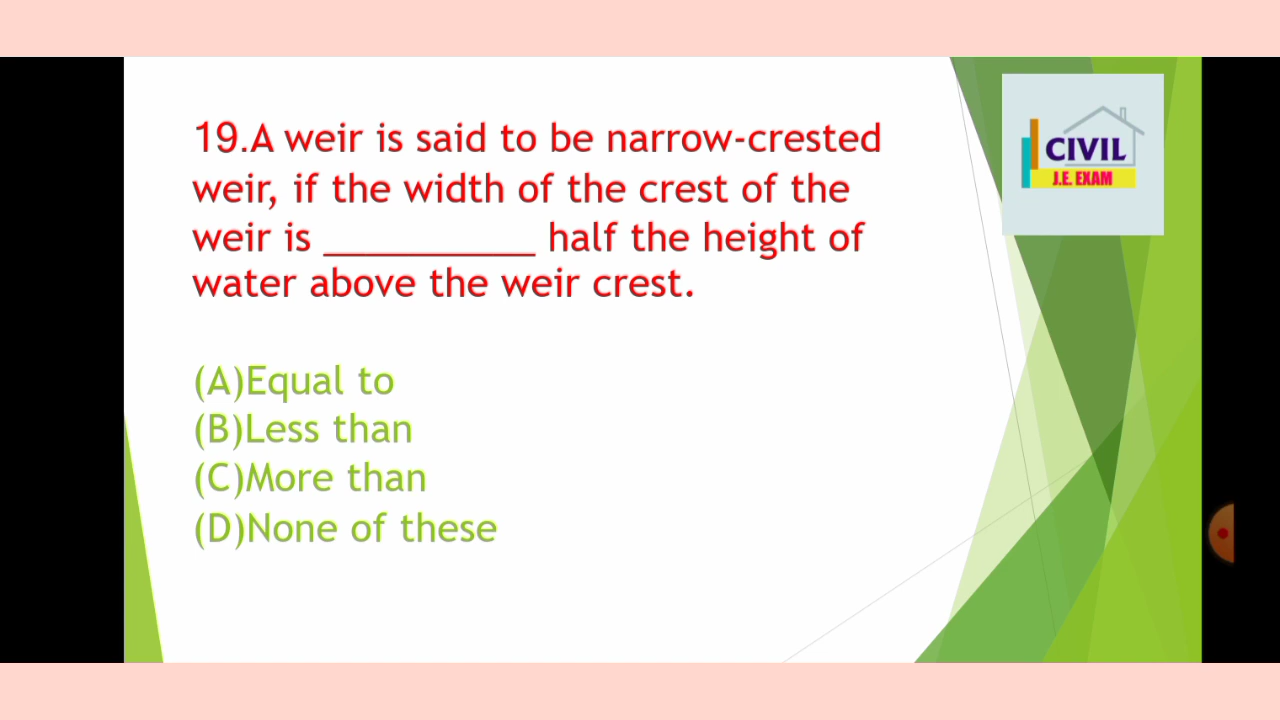 19.A weir is said to be narrow-crested
weir, if the width of the crest of the
weir is __________ half the height of
water above the weir crest.
(A)Equal to
(B)Less than
(C)More than
(D)None of these
CIVIL
J.E. EXAM